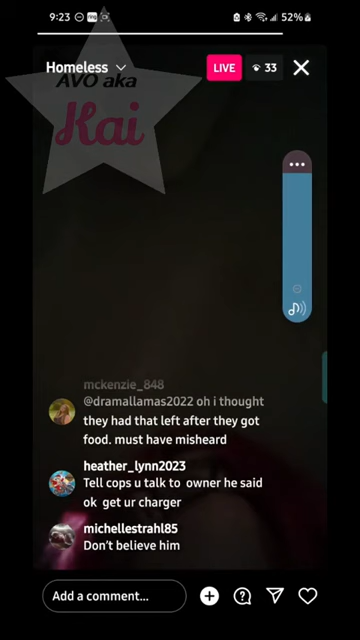 9:23
ring
52%
Homeless
LIVE
33
AVO aka
Kai
mckenzie_848
@dramallamas2022 oh i thought
they had that left after they got
food. must have misheard
heather_lynn2023
Tell cops u talk to owner he said
ok get ur charger
michellestrahl85
Don't believe him
Add a comment...